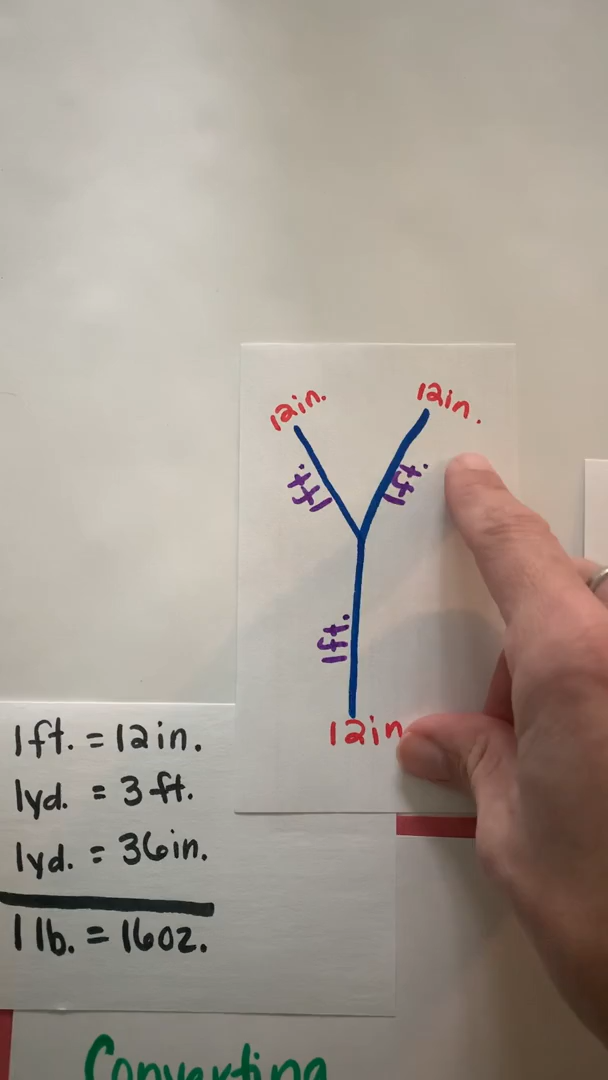 12in.
12in.
1ft.
1ft.
1ft.
12in
1ft. = 12in.
1yd. = 3ft.
1yd. = 36in.
1 lb. = 16oz.
Converting